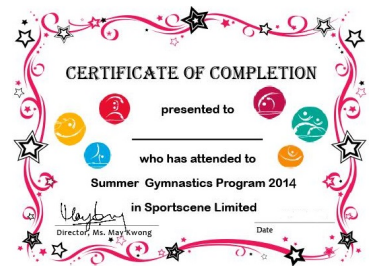 CERTIFICATE OF COMPLETION
presented to
who has attended to
Summer Gymnastics Program 2014
in Sportscene Limited
Director, Ms. May Kwong
Date